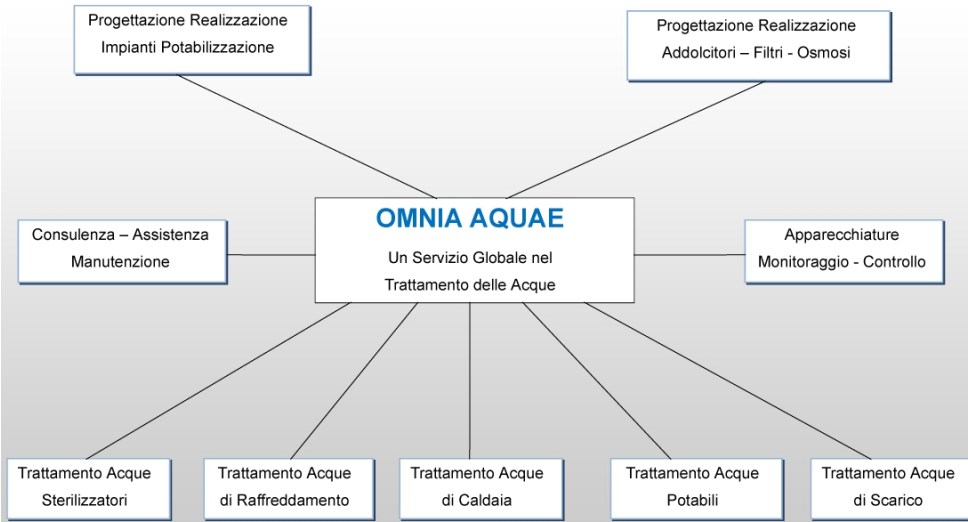 Progettazione Realizzazione
Impianti Potabilizzazione
Progettazione Realizzazione
Addolcitori – Filtri - Osmosi
OMNIA AQUAE
Un Servizio Globale nel
Trattamento delle Acque
Consulenza – Assistenza
Manutenzione
Apparecchiature
Monitoraggio - Controllo
Trattamento Acque
Sterilizzatori
Trattamento Acque
di Raffreddamento
Trattamento Acque
di Caldaia
Trattamento Acque
Potabili
Trattamento Acque
di Scarico